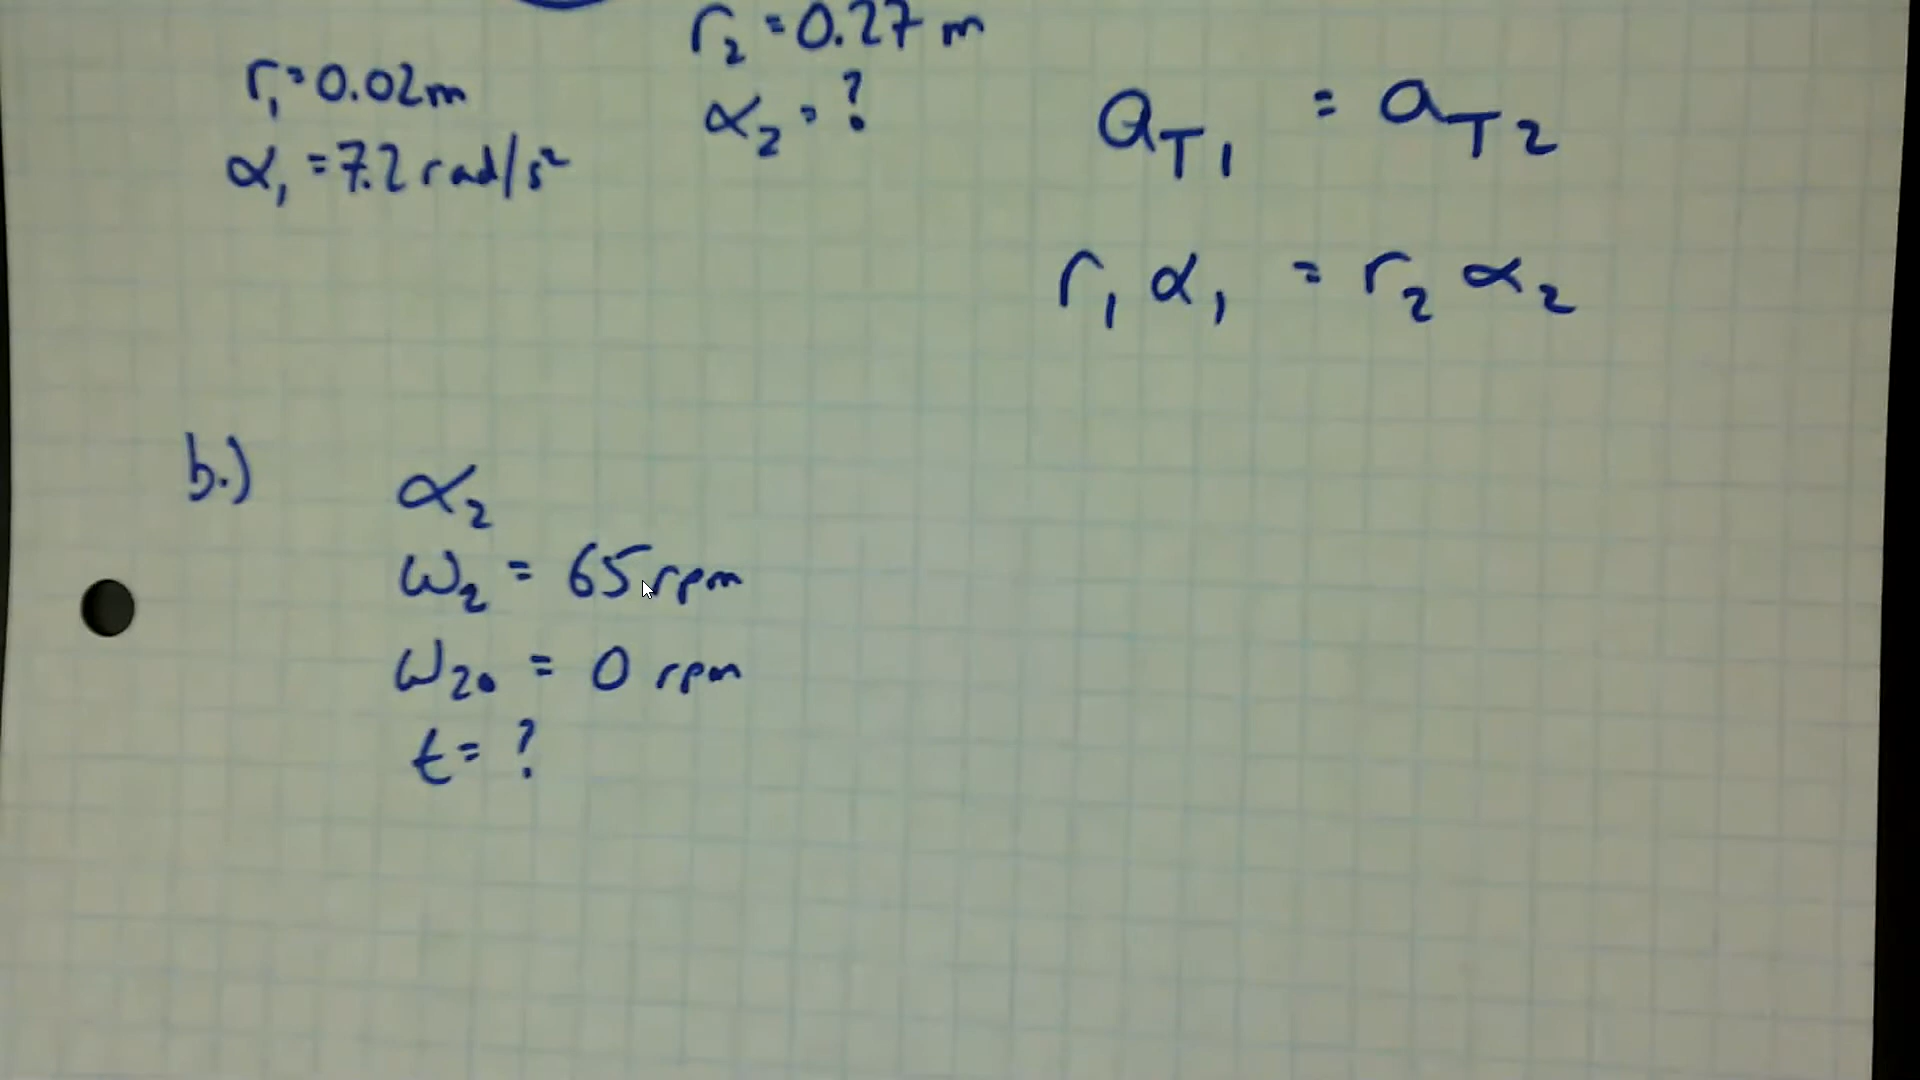 r₁ = 0.02m
α₁ = 7.2 rad/s²
r₂ = 0.27 m
α₂ = ?
a_T1 = a_T2
r₁ α₁ = r₂ α₂
b.)
α₂
ω₂ = 65 rpm
ω₂₀ = 0 rpm
t = ?